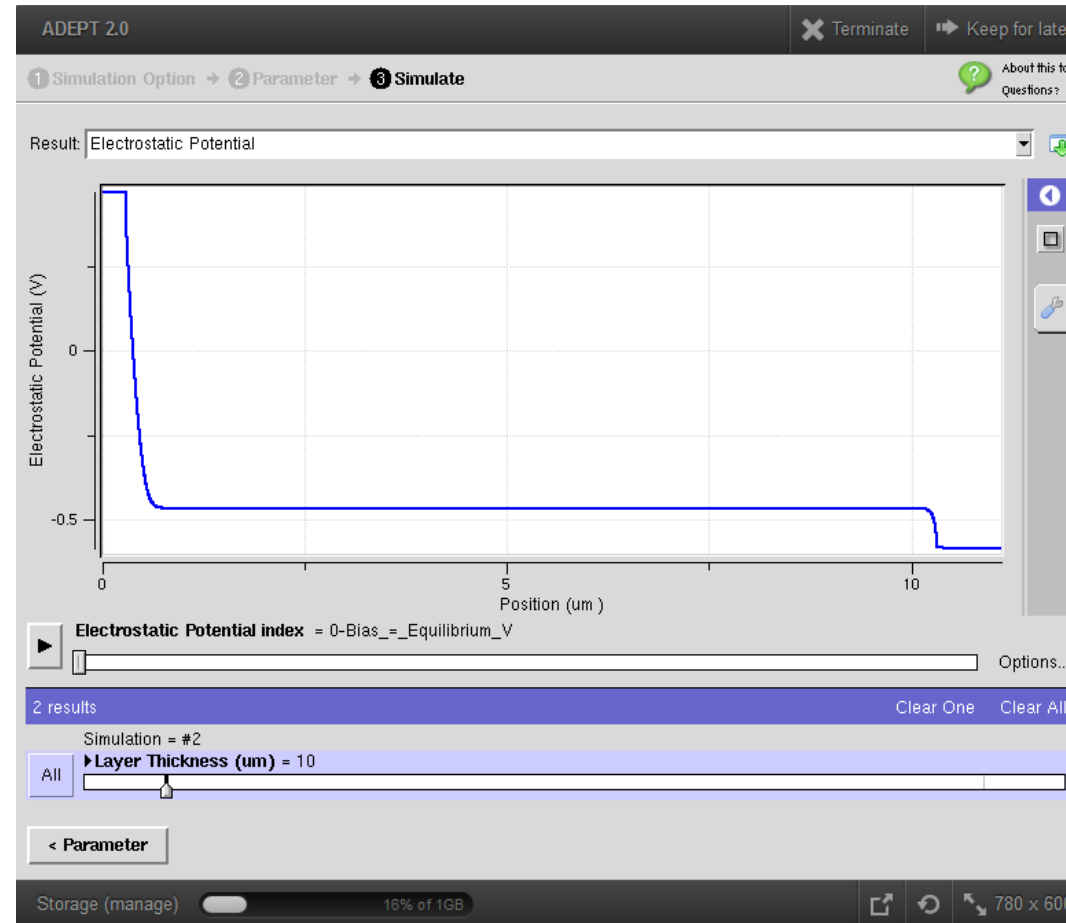 ADEPT 2.0
Terminate
Keep for late
1 Simulation Option → 2 Parameter → 3 Simulate
?
About this to
Questions?
Result: Electrostatic Potential
Electrostatic Potential (V)
0
-0.5
0
5
10
Position (um )
Electrostatic Potential index = 0-Bias_=_Equilibrium_V
Options..
2 results
Clear One
Clear All
Simulation = #2
All
Layer Thickness (um) = 10
< Parameter
Storage (manage)
16% of 1GB
780 x 600